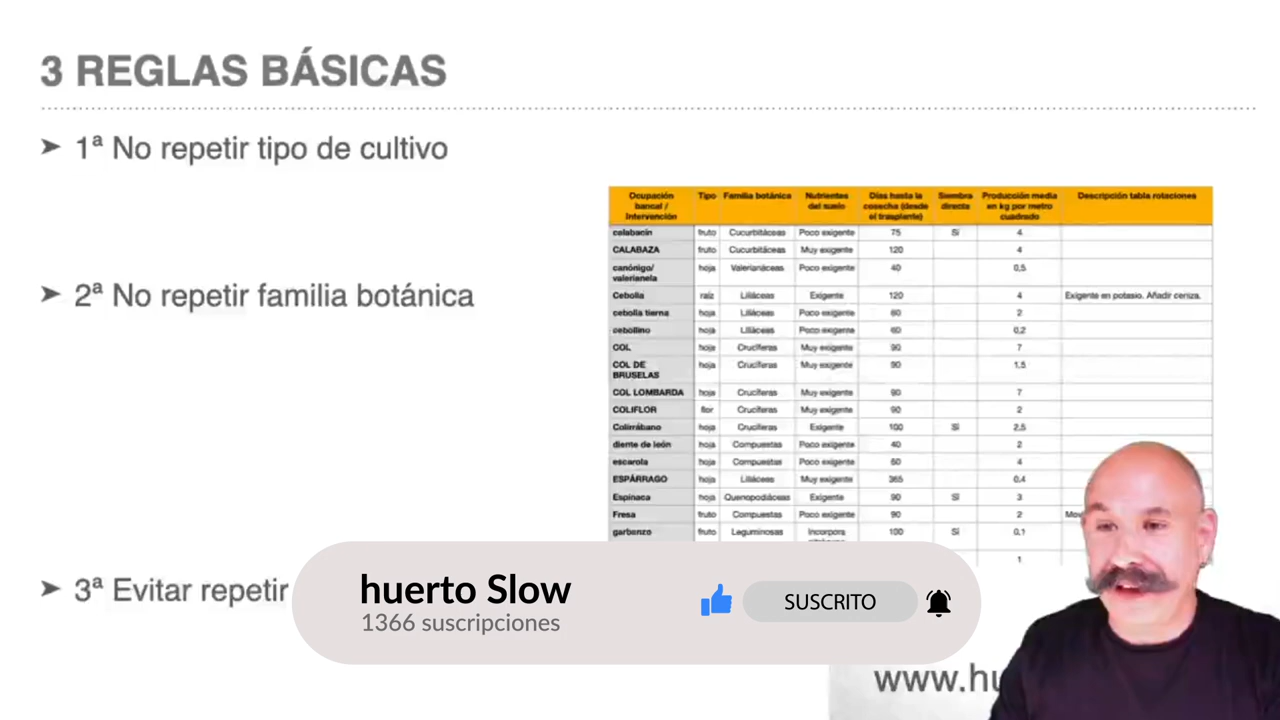 3 REGLAS BÁSICAS
➤ 1ª No repetir tipo de cultivo
➤ 2ª No repetir familia botánica
➤ 3ª Evitar repetir
Ocupación bancal / Intervención Tipo Familia botánica Nutrientes del suelo Días hasta la cosecha (desde el trasplante) Siembra directa Producción media en kg por metro cuadrado Descripción tabla rotaciones
calabacín fruto Cucurbitáceas Poco exigente 75 Sí 4
CALABAZA fruto Cucurbitáceas Muy exigente 120 4
canónigo/ valerianela hoja Valerianáceas Poco exigente 40 0,5
Cebolla raíz Liliáceas Exigente 120 4 Exigente en potasio. Añadir ceniza.
cebolla tierna hoja Liliáceas Poco exigente 60 2
cebollino hoja Liliáceas Poco exigente 60 0,2
COL hoja Crucíferas Muy exigente 90 7
COL DE BRUSELAS hoja Crucíferas Muy exigente 90 1,5
COL LOMBARDA hoja Crucíferas Muy exigente 90 7
COLIFLOR flor Crucíferas Muy exigente 90 2
Colirrábano hoja Crucíferas Exigente 100 Sí 2,5
diente de león hoja Compuestas Poco exigente 40 2
escarola hoja Compuestas Poco exigente 60 4
ESPÁRRAGO hoja Liliáceas Muy exigente 365 0,4
Espinaca hoja Quenopodiáceas Exigente 90 Sí 3
Fresa fruto Compuestas Poco exigente 90 2
garbanzo fruto Leguminosas Incorpora 100 Sí 0,1
1
huerto Slow
1366 suscripciones
SUSCRITO
www.hu